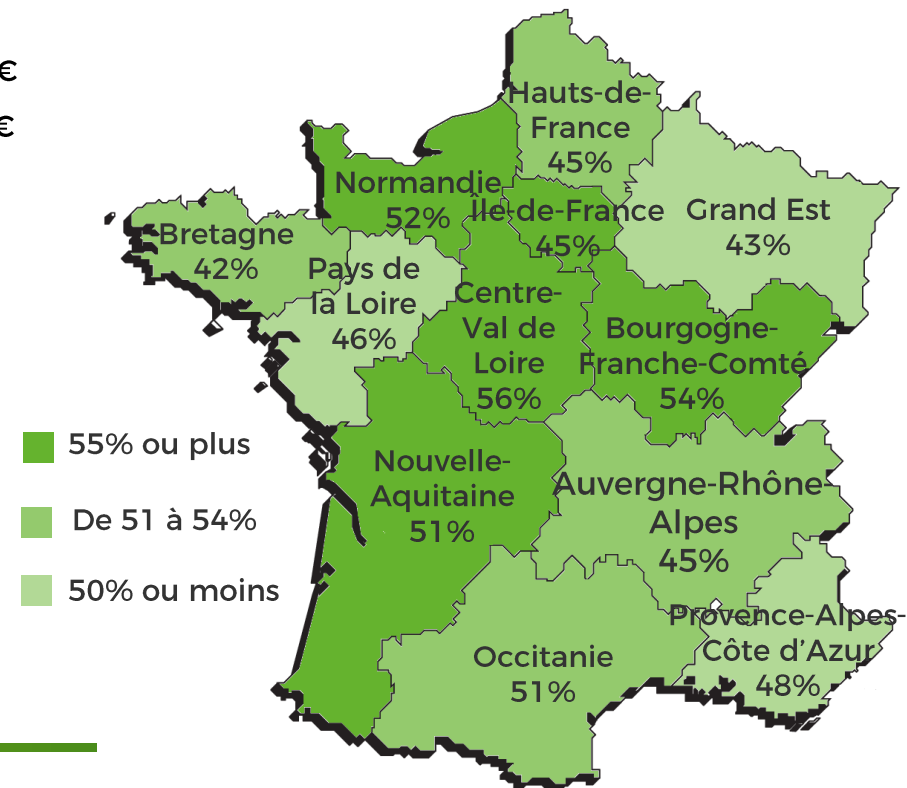 €
€
Hauts-de-
France
45%
Normandie
52%
Île-de-France
45%
Grand Est
43%
Bretagne
42%
Pays de
la Loire
46%
Centre-
Val de
Loire
56%
Bourgogne-
Franche-Comté
54%
55% ou plus
De 51 à 54%
50% ou moins
Nouvelle-
Aquitaine
51%
Auvergne-Rhône-
Alpes
45%
Provence-Alpes-
Côte d’Azur
48%
Occitanie
51%